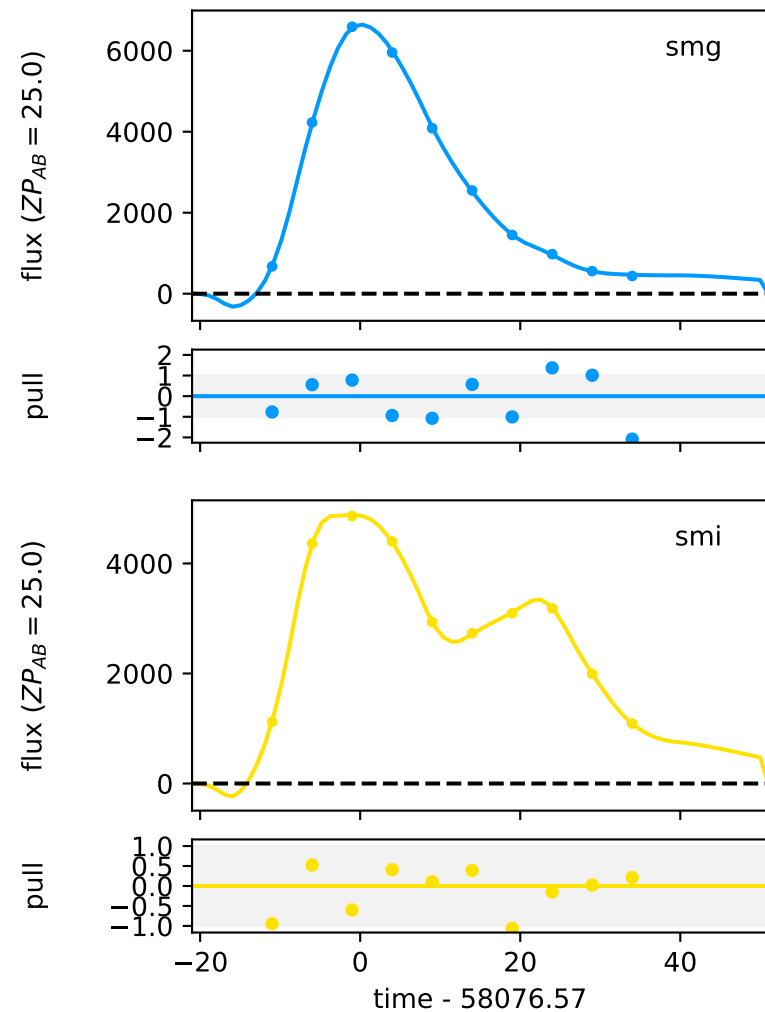 smg
flux (ZP_AB = 25.0)
6000
4000
2000
0
pull
2
1
0
−1
−2
smi
flux (ZP_AB = 25.0)
4000
2000
0
pull
1.0
0.5
0.0
−0.5
−1.0
−20 0 20 40
time - 58076.57